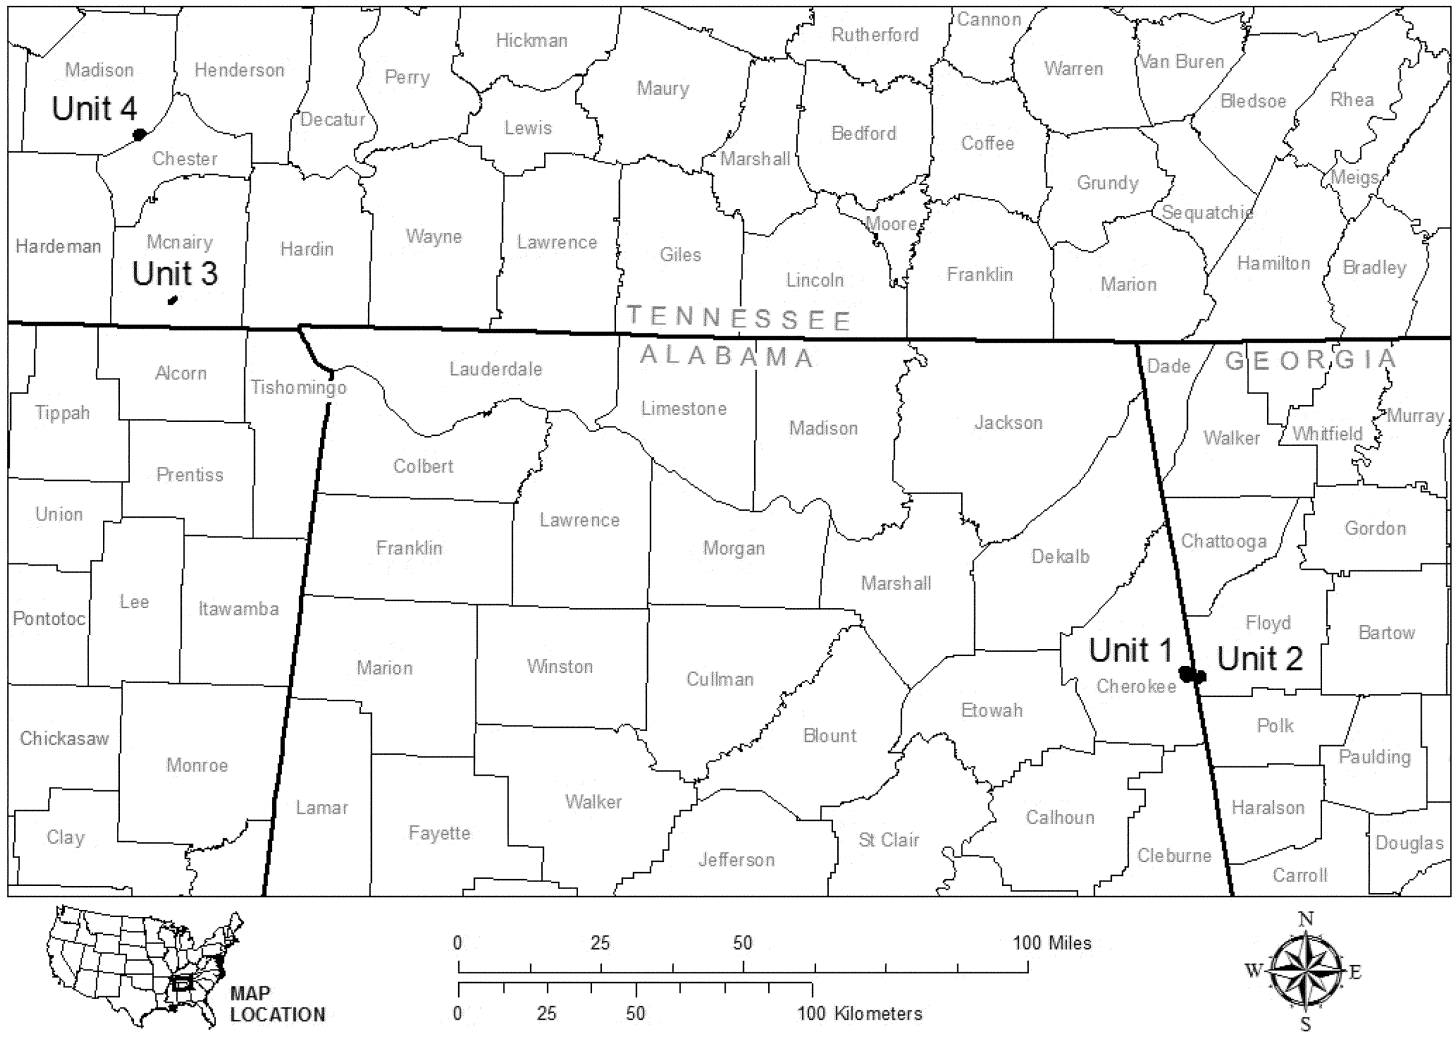 Hickman
Cannon
Rutherford
Madison
Henderson
Perry
Maury
Warren
Van Buren
Bledsoe
Rhea
Unit 4
Decatur
Lewis
Bedford
Coffee
Chester
Marshall
Grundy
Meigs
Sequatchie
Moore
Hardeman
Mcnairy
Hardin
Wayne
Lawrence
Giles
Lincoln
Franklin
Marion
Hamilton
Bradley
Unit 3
TENNESSEE
ALABAMA
GEORGIA
Alcorn
Tishomingo
Lauderdale
Dade
Tippah
Limestone
Madison
Jackson
Walker
Whitfield
Murray
Prentiss
Colbert
Union
Franklin
Lawrence
Morgan
Marshall
Dekalb
Chattooga
Gordon
Pontotoc
Lee
Itawamba
Floyd
Bartow
Marion
Winston
Cullman
Unit 1
Unit 2
Cherokee
Chickasaw
Monroe
Blount
Etowah
Polk
Paulding
Clay
Lamar
Fayette
Walker
Jefferson
St Clair
Calhoun
Cleburne
Haralson
Douglas
Carroll
MAP
LOCATION
0 25 50 100 Miles
0 25 50 100 Kilometers
N
W E
S